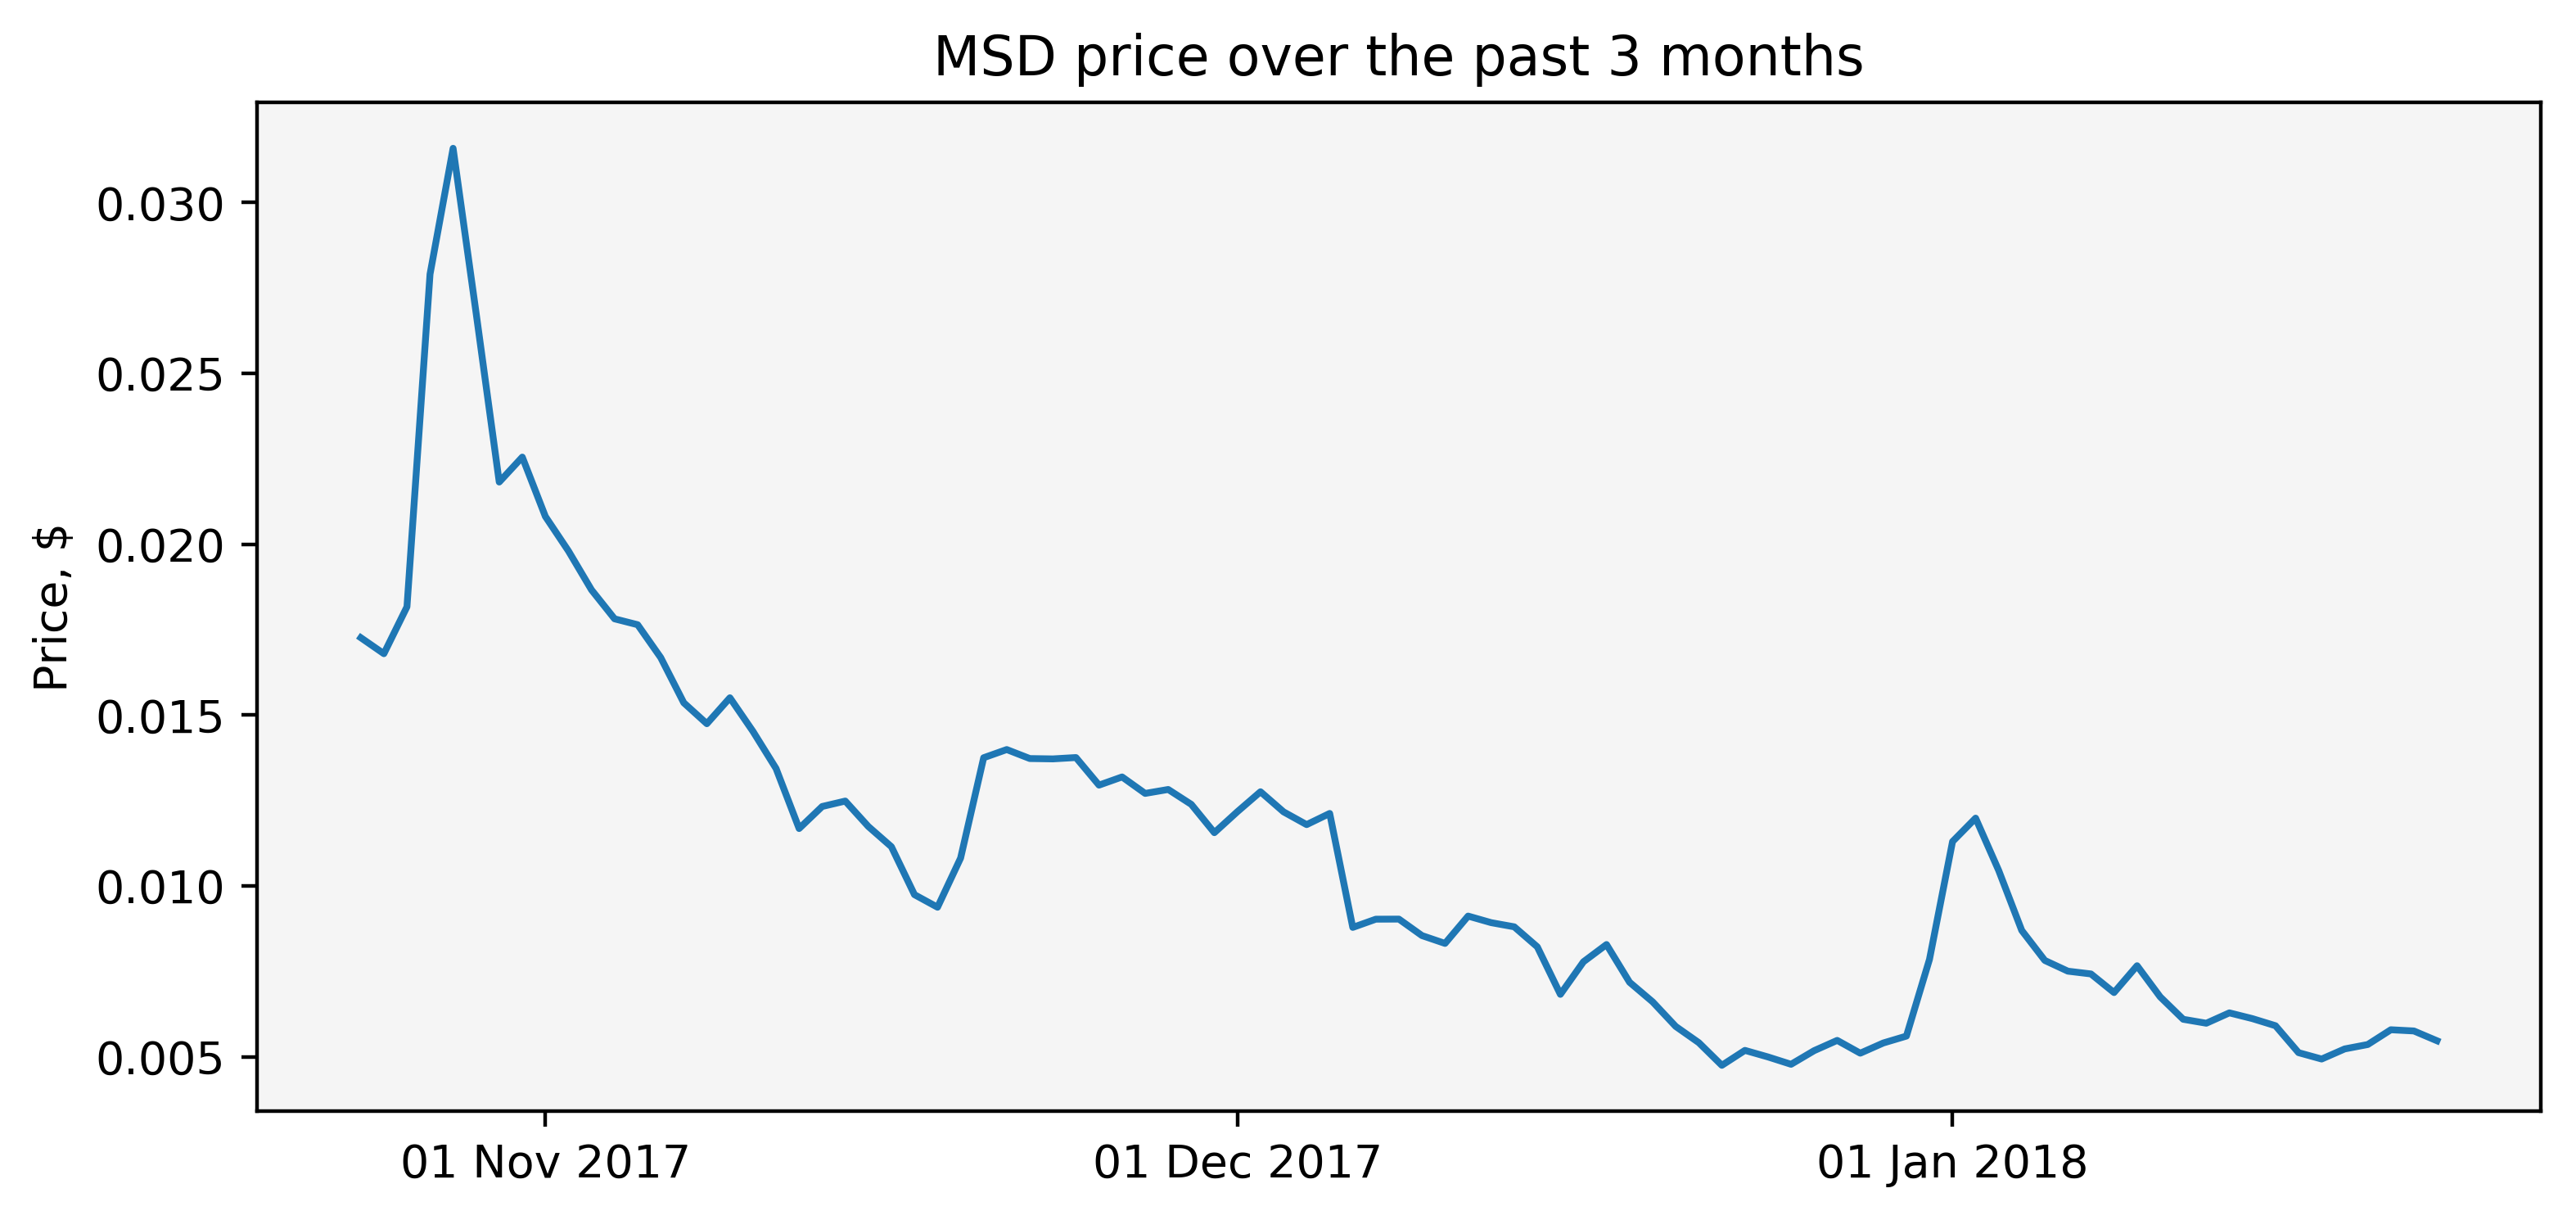 MSD price over the past 3 months
Price, $
0.030
0.025
0.020
0.015
0.010
0.005
01 Nov 2017
01 Dec 2017
01 Jan 2018